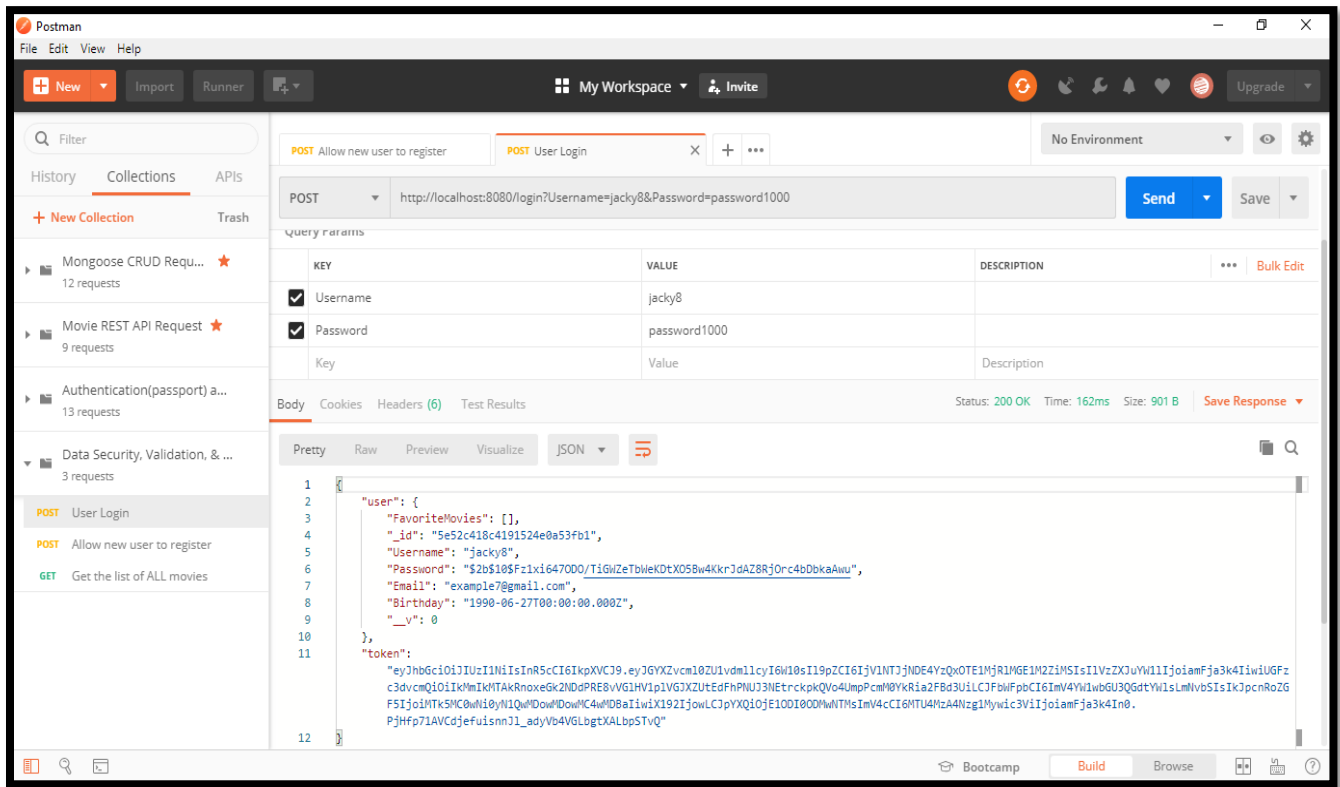 Postman
File Edit View Help
New Import Runner My Workspace Invite Upgrade
Filter
History Collections APIs
New Collection Trash
Mongoose CRUD Requ...
12 requests
Movie REST API Request
9 requests
Authentication(passport) a...
13 requests
Data Security, Validation, & ...
3 requests
POST User Login
POST Allow new user to register
GET Get the list of ALL movies
POST Allow new user to register POST User Login No Environment
POST http://localhost:8080/login?Username=jacky8&Password=password1000 Send Save
Query Params
KEY VALUE DESCRIPTION Bulk Edit
Username jacky8
Password password1000
Key Value Description
Body Cookies Headers (6) Test Results Status: 200 OK Time: 162ms Size: 901 B Save Response
Pretty Raw Preview Visualize JSON
1 {
2 "user": {
3 "FavoriteMovies": [],
4 "_id": "5e52c418c4191524e0a53fb1",
5 "Username": "jacky8",
6 "Password": "$2b$10$Fz1xi647ODO/TiGWZeTbWeKDtXO5Bw4KkrJdAZ8RjOrc4bDbkaAwu",
7 "Email": "example7@gmail.com",
8 "Birthday": "1990-06-27T00:00:00.000Z",
9 "__v": 0
10 },
11 "token":
12 }
Bootcamp Build Browse